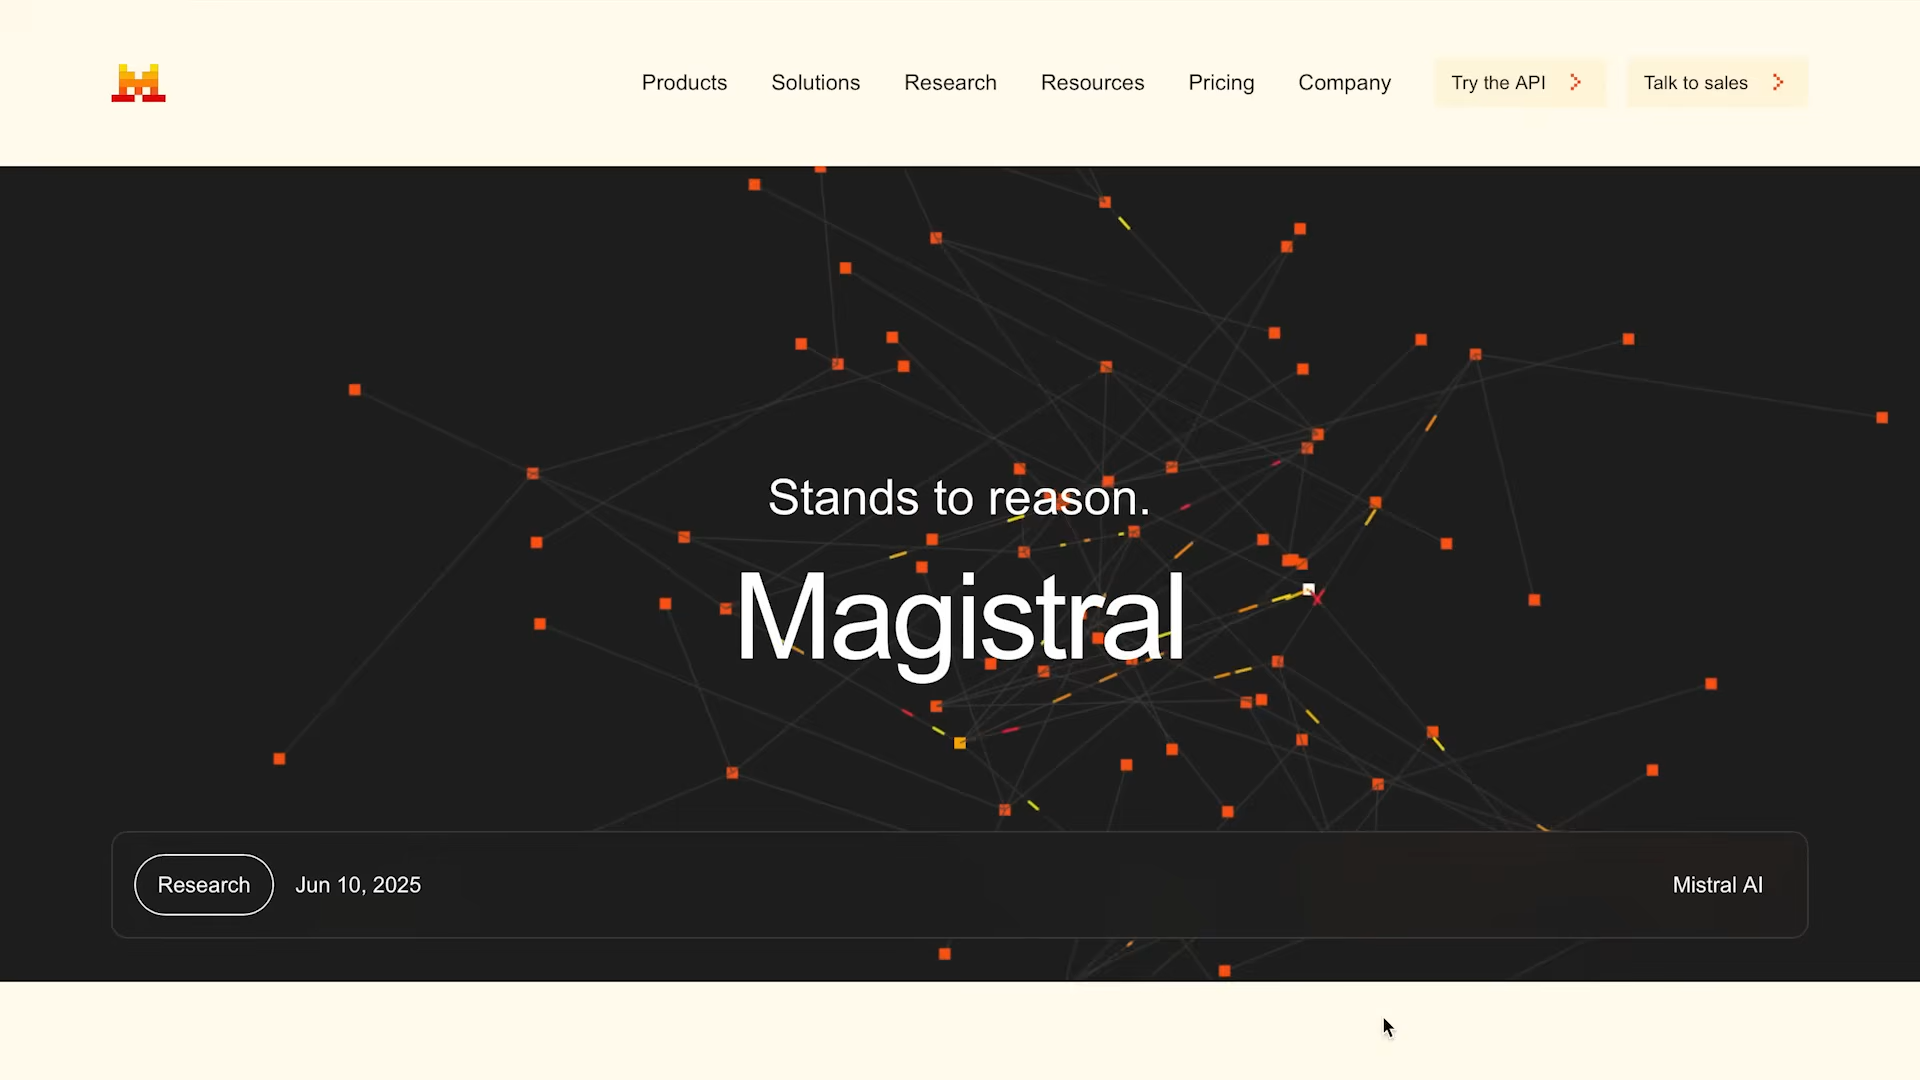 Products Solutions Research Resources Pricing Company Try the API Talk to sales
Stands to reason.
Magistral
Research Jun 10, 2025 Mistral AI